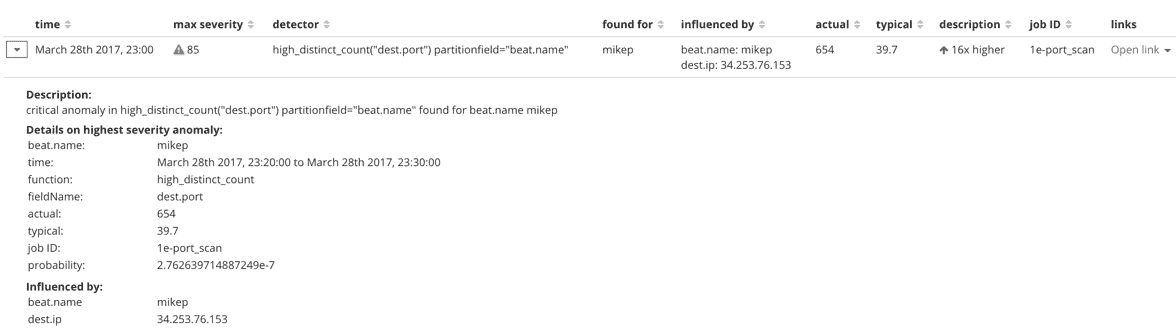 time max severity detector found for influenced by actual typical description job ID links
March 28th 2017, 23:00 85 high_distinct_count("dest.port") partitionfield="beat.name" mikep beat.name: mikep 654 39.7 16x higher 1e-port_scan Open link
dest.ip: 34.253.76.153
Description:
critical anomaly in high_distinct_count("dest.port") partitionfield="beat.name" found for beat.name mikep
Details on highest severity anomaly:
beat.name: mikep
time: March 28th 2017, 23:20:00 to March 28th 2017, 23:30:00
function: high_distinct_count
fieldName: dest.port
actual: 654
typical: 39.7
job ID: 1e-port_scan
probability: 2.762639714887249e-7
Influenced by:
beat.name mikep
dest.ip 34.253.76.153